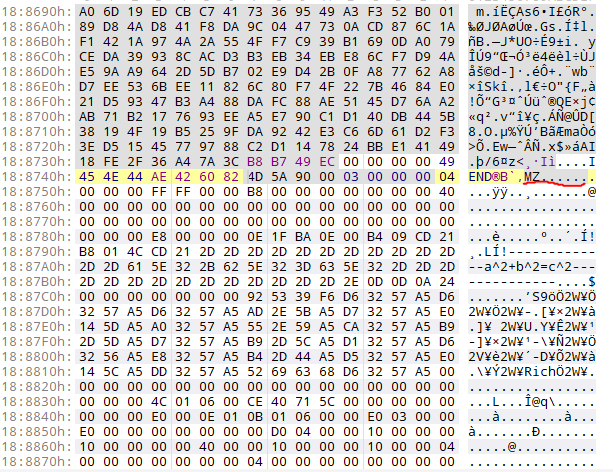 18:8690h: A0 6D 19 ED CB C7 41 73 36 95 49 A3 F3 52 B0 01  m.íËÇAs6•I£óR°.
18:86A0h: 89 D8 4A D8 41 F8 DA 9C 04 47 73 0A CD 87 6C 1A ‰ØJØAøÚœ.Gs.Í‡l.
18:86B0h: F1 42 1A 97 4A 2A 55 4F F7 C9 39 B1 69 0D A0 79 ñB.—J*UO÷É9±i. y
18:86C0h: CE DA 39 93 8C AC D3 B3 EB 34 EB E8 6C F7 D9 4A ÎÚ9“Œ¬Ó³ë4ëèl÷ÙJ
18:86D0h: E5 9A A9 64 2D 5D B7 02 E9 D4 2B 0F A8 77 62 A8 åš©d-]·.éÔ+.¨wb¨
18:86E0h: D7 EE 53 6B EE 11 82 6C 80 F7 4F 22 7B 46 84 E0 ×îSkî.‚l€÷O"{F„à
18:86F0h: 21 D5 93 47 B3 A4 88 DA FC 88 AE 51 45 D7 6A A2 !Õ“G³¤ˆÚüˆ®QE×j¢
18:8700h: AB 71 B2 17 76 93 EE A5 E7 90 C1 D1 40 DB 44 5B «q².v“î¥ç.ÁÑ@ÛD[
18:8710h: 38 19 4F 19 B5 25 9F DA 92 42 E3 C6 6D 61 D2 F3 8.O.µ%ŸÚ’BãÆmaÒó
18:8720h: 3E D5 15 45 77 97 88 C2 D1 14 78 24 BB E1 41 49 >Õ.Ew—ˆÂÑ.x$»áAI
18:8730h: 18 FE 2F 36 A4 7A 3C B8 B7 49 EC 00 00 00 00 49 .þ/6¤z<¸·Iì....I
18:8740h: 45 4E 44 AE 42 60 82 4D 5A 90 00 03 00 00 00 04 END®B`‚MZ.......
18:8750h: 00 00 00 FF FF 00 00 B8 00 00 00 00 00 00 00 40 ...ÿÿ..¸.......@
18:8760h: 00 00 00 00 00 00 00 00 00 00 00 00 00 00 00 00 ................
18:8770h: 00 00 00 00 00 00 00 00 00 00 00 00 00 00 00 00 ................
18:8780h: 00 00 00 E8 00 00 00 0E 1F BA 0E 00 B4 09 CD 21 ...è.....º..´.Í!
18:8790h: B8 01 4C CD 21 2D 2D 2D 2D 2D 2D 2D 2D 2D 2D 2D ¸.LÍ!-----------
18:87A0h: 2D 2D 61 5E 32 2B 62 5E 32 3D 63 5E 32 2D 2D 2D --a^2+b^2=c^2---
18:87B0h: 2D 2D 2D 2D 2D 2D 2D 2D 2D 2D 2D 2E 0D 0D 0A 24 -----------....$
18:87C0h: 00 00 00 00 00 00 00 92 53 39 F6 D6 32 57 A5 D6 .......’S9öÖ2W¥Ö
18:87D0h: 32 57 A5 D6 32 57 A5 AD 2E 5B A5 D7 32 57 A5 E0 2W¥Ö2W¥-.[¥×2W¥à
18:87E0h: 14 5D A5 A0 32 57 A5 55 2E 59 A5 CA 32 57 A5 B9 .]¥ 2W¥U.Y¥Ê2W¥¹
18:87F0h: 2D 5D A5 D7 32 57 A5 B9 2D 5C A5 D1 32 57 A5 D6 -]¥×2W¥¹-\¥Ñ2W¥Ö
18:8800h: 32 56 A5 E8 32 57 A5 B4 2D 44 A5 D5 32 57 A5 E0 2V¥è2W¥´-D¥Õ2W¥à
18:8810h: 14 5C A5 DD 32 57 A5 52 69 63 68 D6 32 57 A5 00 .\¥Ý2W¥RichÖ2W¥.
18:8820h: 00 00 00 00 00 00 00 00 00 00 00 00 00 00 00 00 ................
18:8830h: 00 00 00 4C 01 06 00 CE 40 71 5C 00 00 00 00 00 ...L...Î@q\.....
18:8840h: 00 00 00 E0 00 0E 01 0B 01 06 00 00 E0 03 00 00 ...à........à...
18:8850h: E0 10 00 00 00 00 00 D0 04 00 00 10 00 00 00 00 à......Ð........
18:8860h: 10 00 00 00 00 40 00 00 10 00 00 00 10 00 00 04 .....@..........
18:8870h: 00 00 00 00 00 00 00 04 00 00 00 00 00 00 00 00 ................